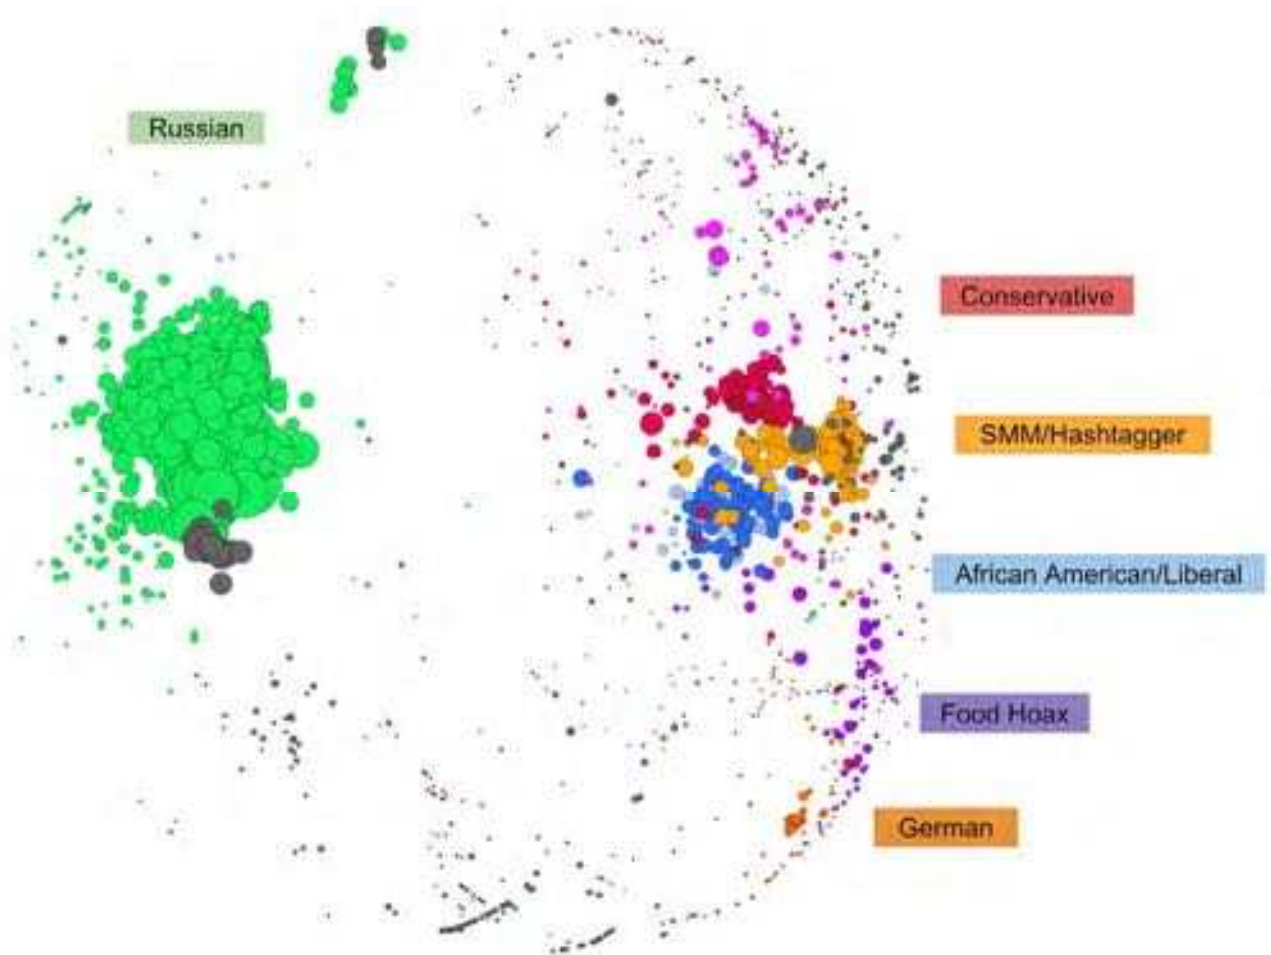 Russian
Conservative
SMM/Hashtagger
African American/Liberal
Food Hoax
German